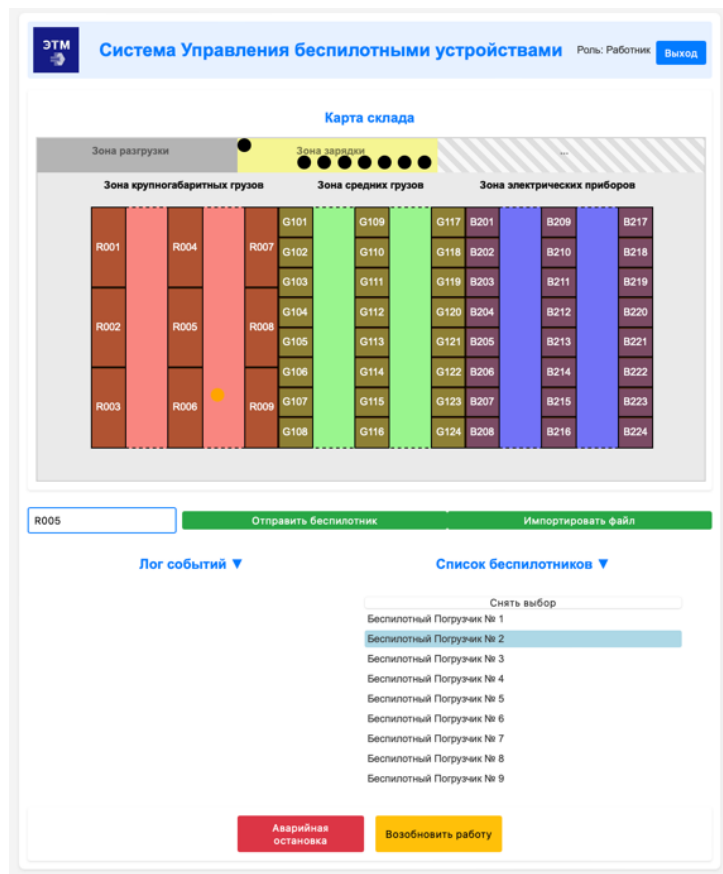 ЭТМ
Система Управления беспилотными устройствами
Роль: Работник
Выход
Карта склада
Зона разгрузки
Зона зарядки
...
Зона крупногабаритных грузов
Зона средних грузов
Зона электрических приборов
G101 G109 G117 B201 B209 B217
R001 R004 R007 G102 G110 G118 B202 B210 B218
G103 G111 G119 B203 B211 B219
G104 G112 G120 B204 B212 B220
R002 R005 R008 G105 G113 G121 B205 B213 B221
G106 G114 G122 B206 B214 B222
R003 R006 R009 G107 G115 G123 B207 B215 B223
G108 G116 G124 B208 B216 B224
R005
Отправить беспилотник
Импортировать файл
Лог событий ▼
Список беспилотников ▼
Снять выбор
Беспилотный Погрузчик № 1
Беспилотный Погрузчик № 2
Беспилотный Погрузчик № 3
Беспилотный Погрузчик № 4
Беспилотный Погрузчик № 5
Беспилотный Погрузчик № 6
Беспилотный Погрузчик № 7
Беспилотный Погрузчик № 8
Беспилотный Погрузчик № 9
Аварийная
остановка
Возобновить работу